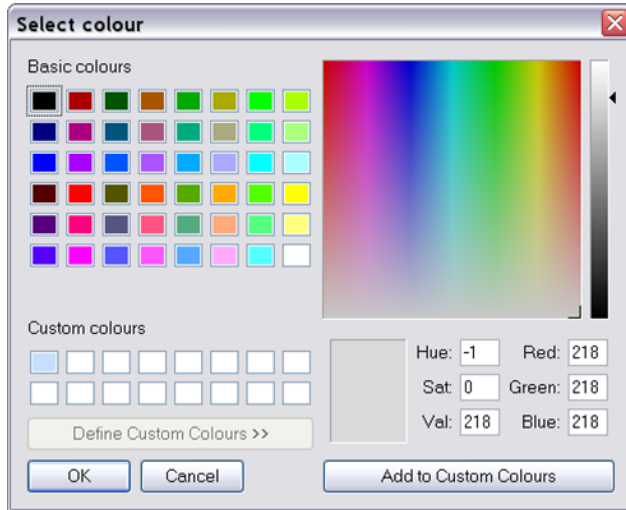 Select colour
Basic colours
Custom colours
Hue: -1 Red: 218
Sat: 0 Green: 218
Val: 218 Blue: 218
Define Custom Colours >>
OK Cancel Add to Custom Colours